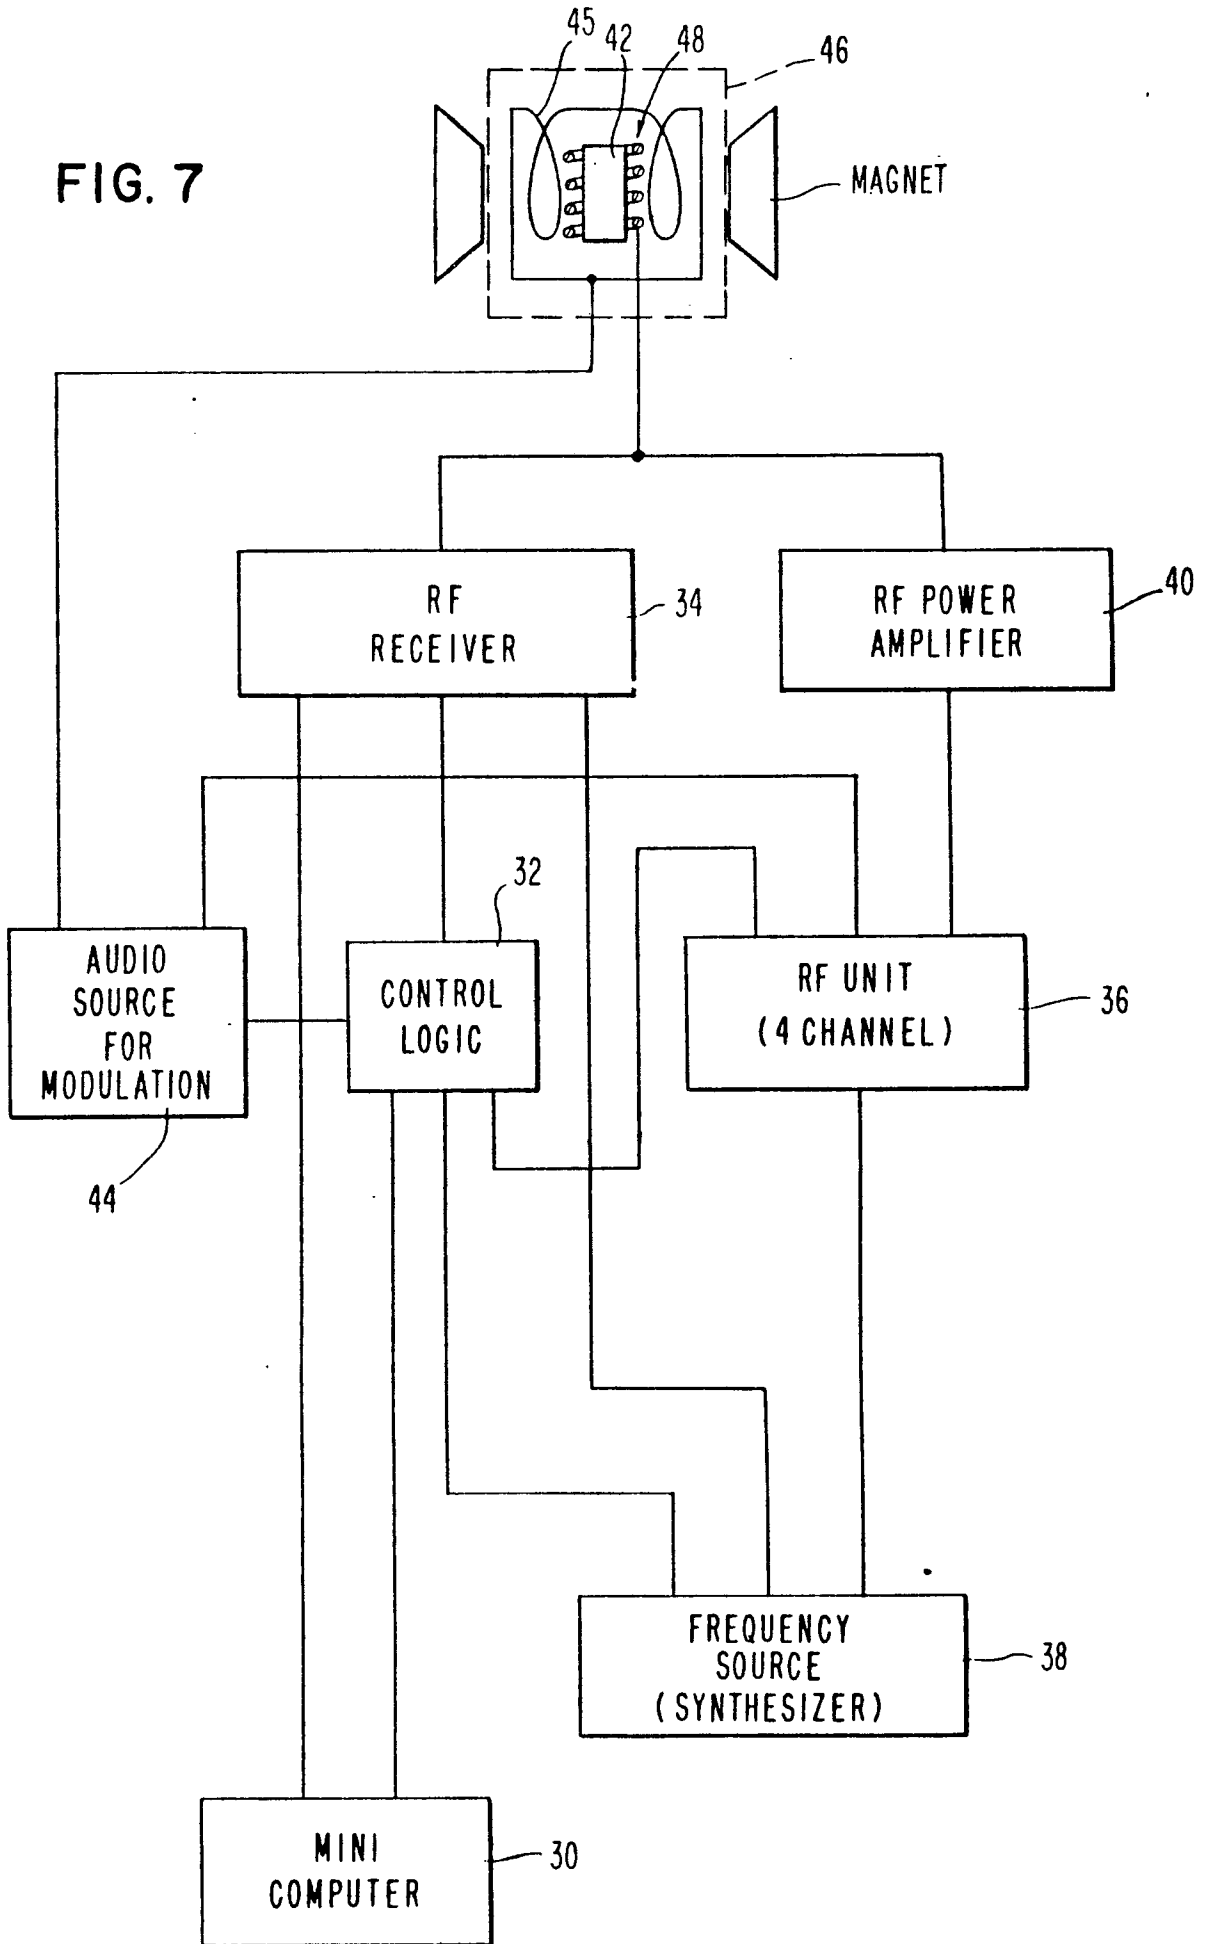 45
42
48
46
FIG. 7
MAGNET
RF
RECEIVER
34
RF POWER
AMPLIFIER
40
32
AUDIO
SOURCE
FOR
MODULATION
44
CONTROL
LOGIC
RF UNIT
(4 CHANNEL)
36
FREQUENCY
SOURCE
(SYNTHESIZER)
38
MINI
COMPUTER
30